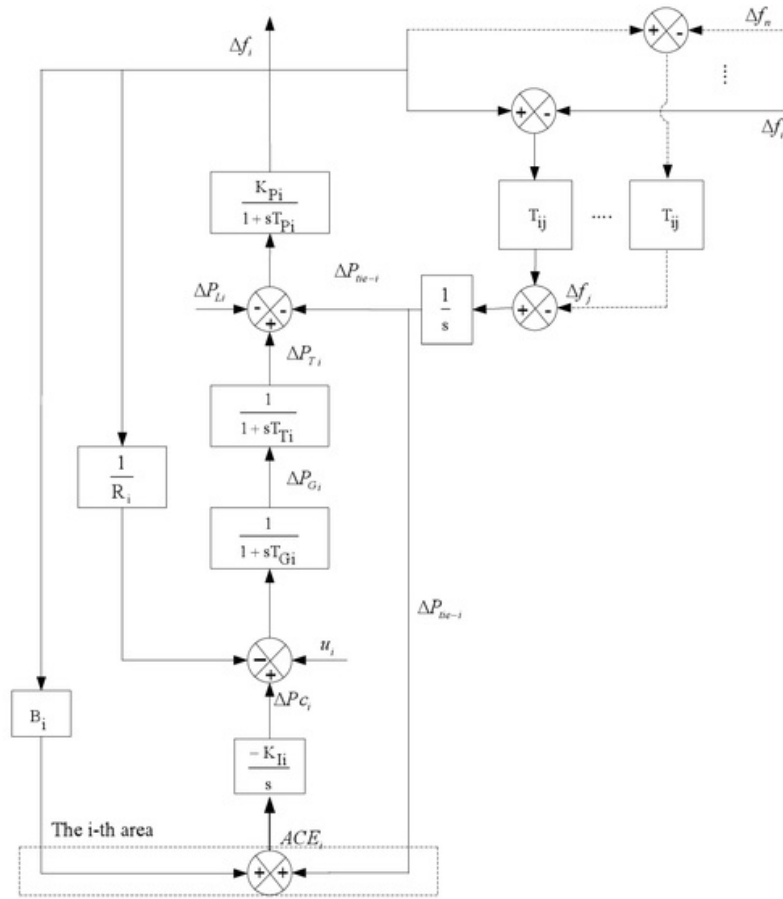 Δf_i
+ -
Δf_n
+ -
Δf_i
K_Pi
1 + sT_Pi
T_ij
....
T_ij
ΔP_Li
- + -
ΔP_tie-i
1
s
+ -
Δf_j
ΔP_Ti
1
1 + sT_Ti
1
R_i
ΔP_Gi
1
1 + sT_Gi
ΔP_tie-i
- +
u_i
ΔPc_i
B_i
-K_Ii
s
The i-th area
ACE_i
+ +